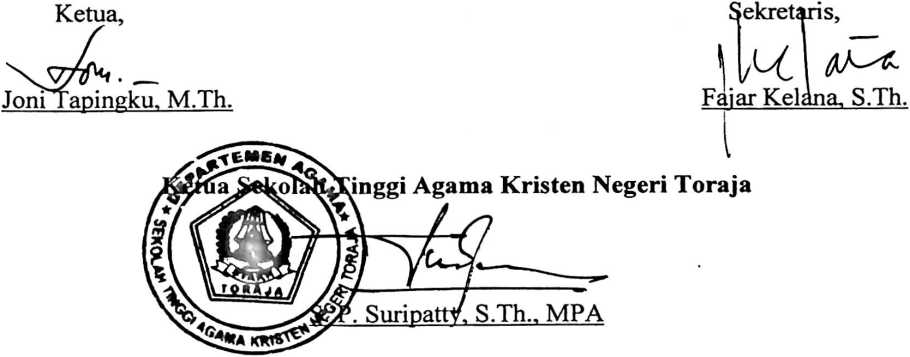 Ketua,
Sekretaris,
Joni Tapingku, M.Th.
Fajar Kelana, S.Th.
Ketua Sekolah Tinggi Agama Kristen Negeri Toraja
DEPARTEMEN AGAMA
SEKOLAH TINGGI AGAMA KRISTEN NEGERI TORAJA
TORAJA
P. Suripatty, S.Th., MPA